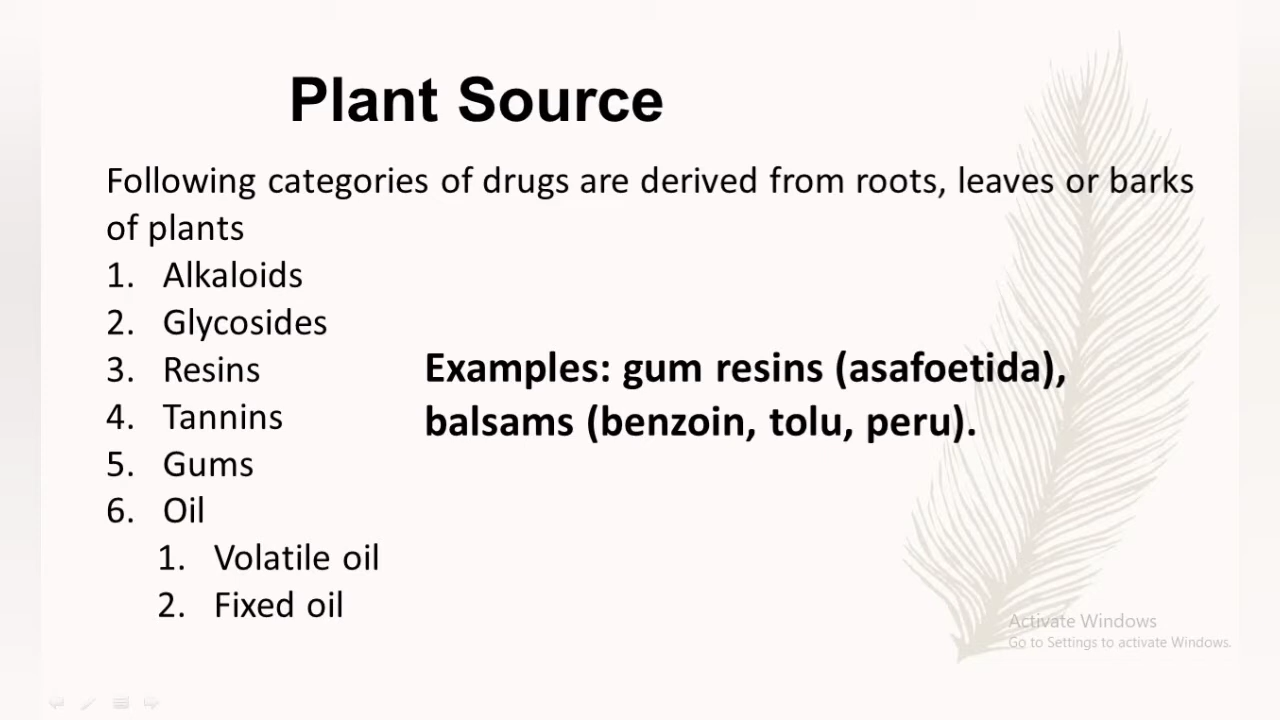 Plant Source
Following categories of drugs are derived from roots, leaves or barks
of plants
1. Alkaloids
2. Glycosides
3. Resins
4. Tannins
5. Gums
6. Oil
1. Volatile oil
2. Fixed oil
Examples: gum resins (asafoetida),
balsams (benzoin, tolu, peru).
Activate Windows
Go to Settings to activate Windows.